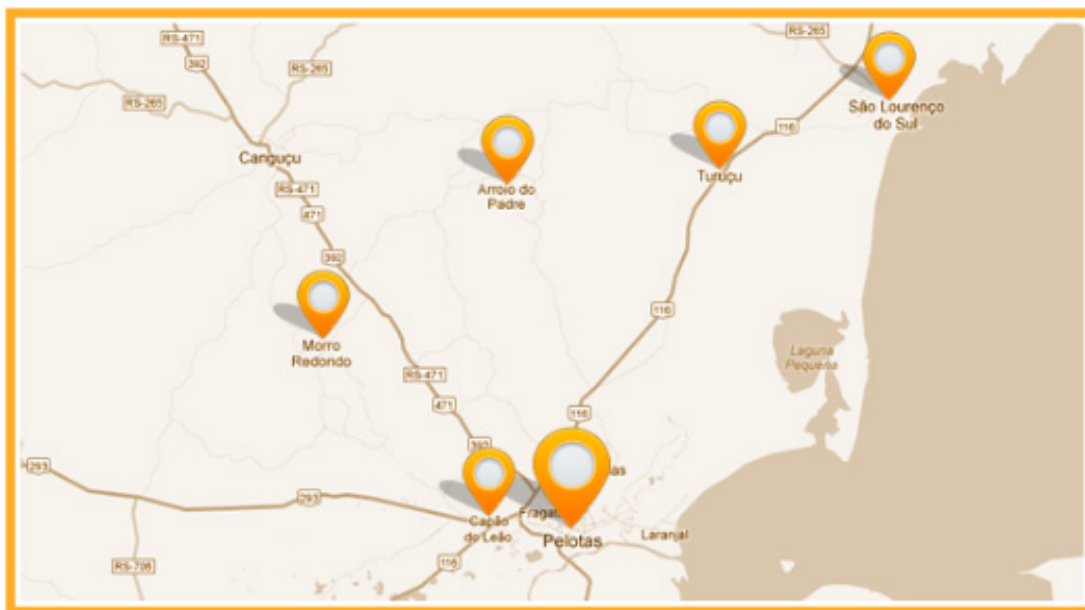 RS-471
392
RS-265
RS-265
RS-265
São Lourenço
do Sul
116
Canguçu
Turuçu
Arroio do
Padre
RS-471
471
392
116
Morro
Redondo
Laguna
Pequena
RS-471
471
116
392
as
293
293
Fragat
Capão
do Leão
Pelotas
Laranjal
116
RS-706